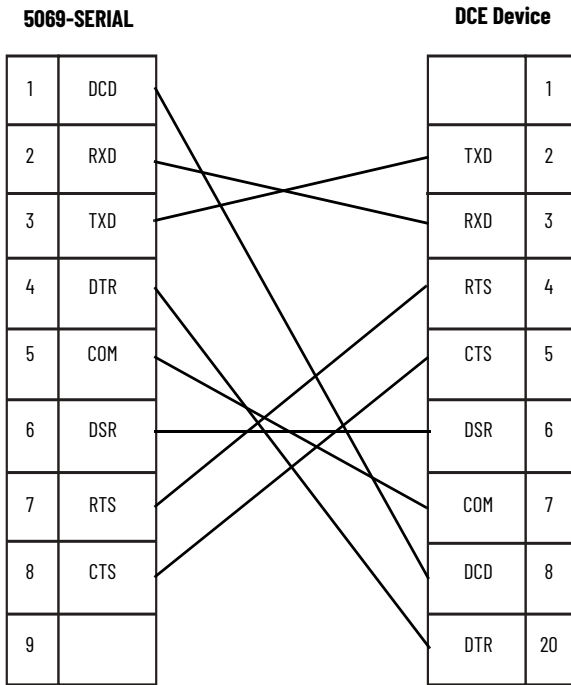 5069-SERIAL DCE Device
1 DCD 1
2 RXD TXD 2
3 TXD RXD 3
4 DTR RTS 4
5 COM CTS 5
6 DSR DSR 6
7 RTS COM 7
8 CTS DCD 8
9 DTR 20